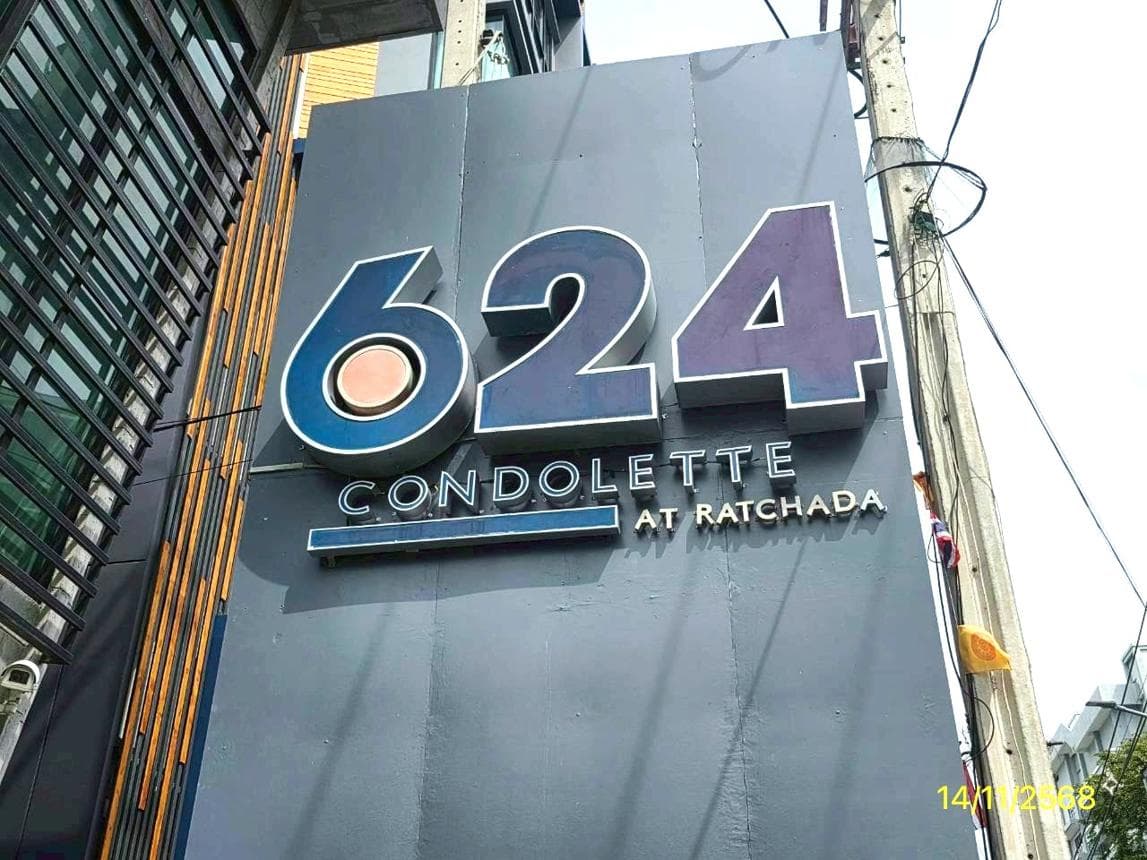 624
CONDOLETTE
AT RATCHADA
14/11/2568